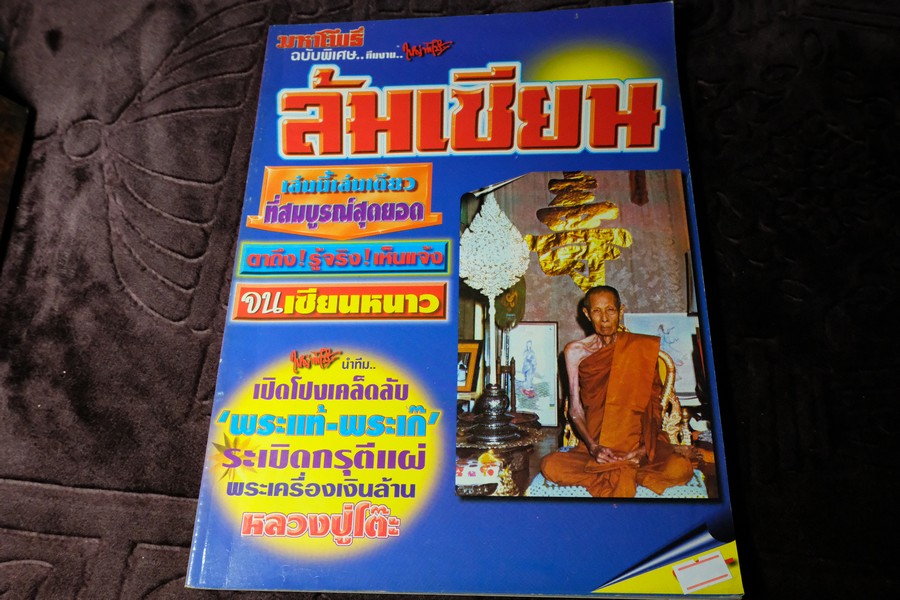 มหาโพธิ์
ฉบับพิเศษ..ทีมงาน..
ล้มเซียน
เล่มนี้เล่มเดียว
ที่สมบูรณ์สุดยอด
ตาถึง!รู้จริง!เห็นแจ้ง
จนเซียนหนาว
นำทีม..
เปิดโปงเคล็ดลับ
'พระแท้-พระเก๊'
ระเบิดกรุตีแผ่
พระเครื่องเงินล้าน
หลวงปู่โต๊ะ